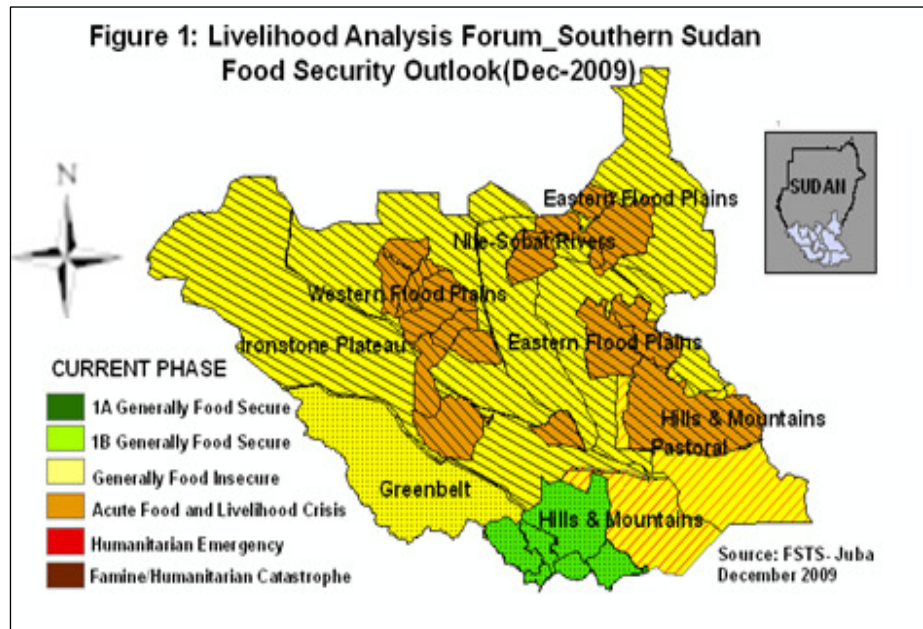 Figure 1: Livelihood Analysis Forum_Southern Sudan
Food Security Outlook(Dec-2009)
N
SUDAN
Eastern Flood Plains
Nile-Sobat Rivers
Western Flood Plains
Ironstone Plateau
Eastern Flood Plains
CURRENT PHASE
1A Generally Food Secure
1B Generally Food Secure
Generally Food Insecure
Acute Food and Livelihood Crisis
Humanitarian Emergency
Famine/Humanitarian Catastrophe
Hills & Mountains
Pastoral
Greenbelt
Hills & Mountains
Source: FSTS- Juba
December 2009